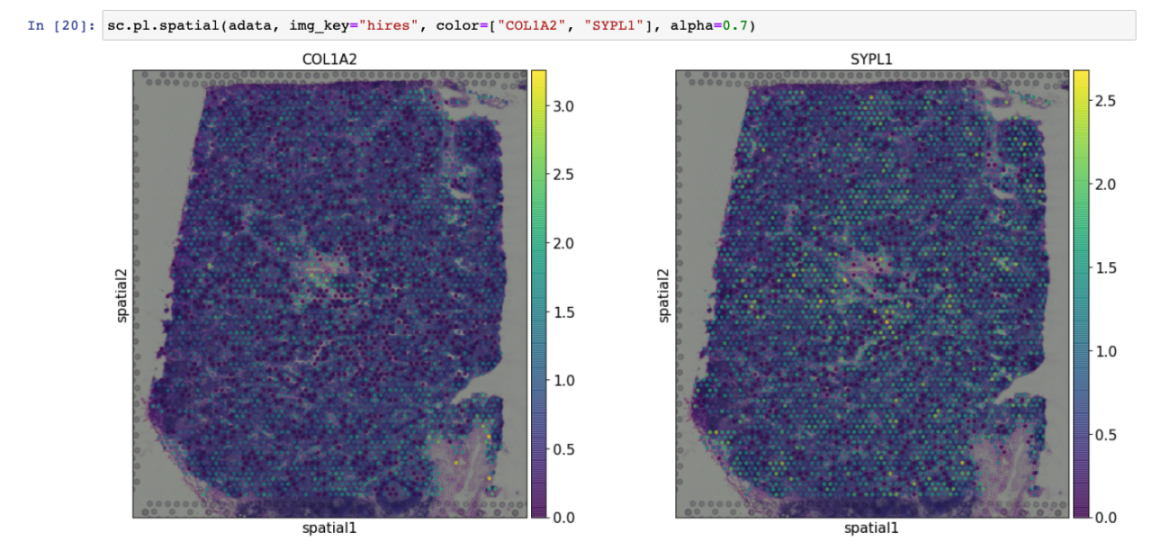 In [20]: sc.pl.spatial(adata, img_key="hires", color=["COL1A2", "SYPL1"], alpha=0.7)
COL1A2
SYPL1
3.0
2.5
2.0
1.5
1.0
0.5
0.0
2.5
2.0
1.5
1.0
0.5
0.0
spatial2
spatial2
spatial1
spatial1